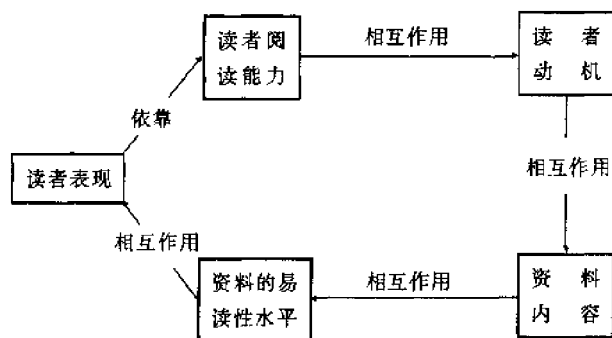 读者阅
读能力
相互作用
读者
动机
依靠
读者表现
相互作用
相互作用
资料的易
读性水平
相互作用
资料
内容